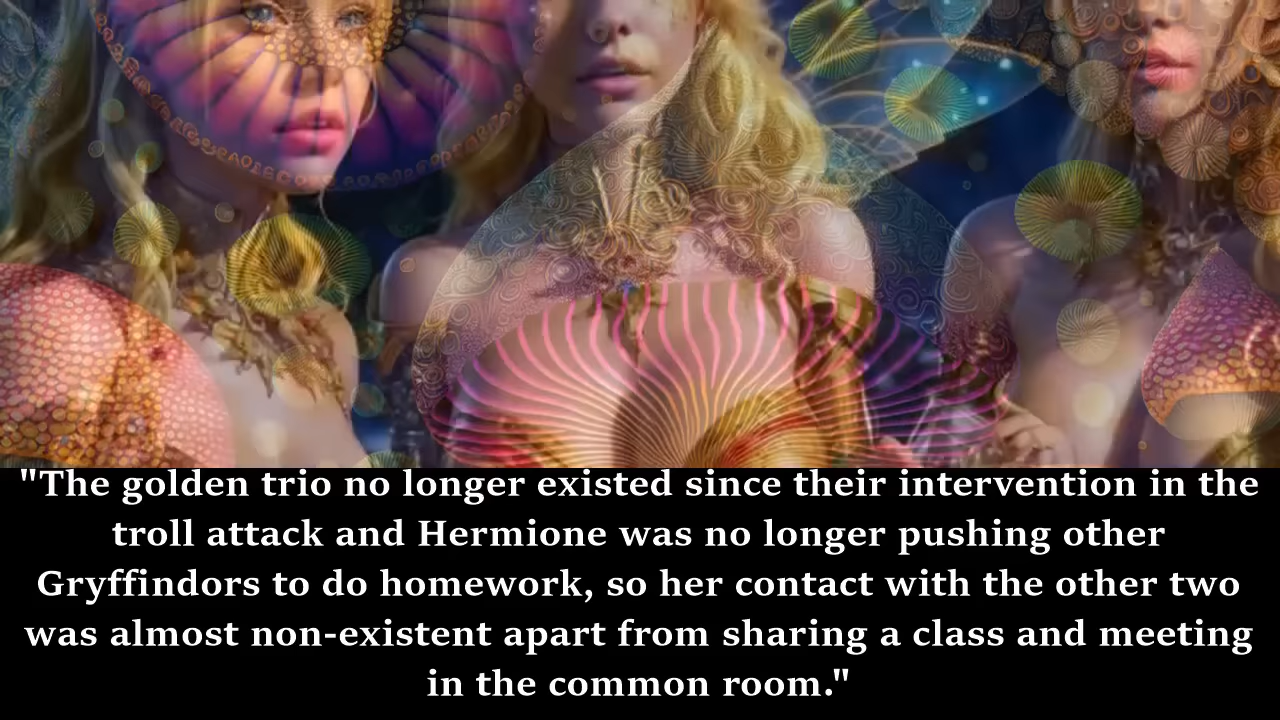 "The golden trio no longer existed since their intervention in the
troll attack and Hermione was no longer pushing other
Gryffindors to do homework, so her contact with the other two
was almost non-existent apart from sharing a class and meeting
in the common room."